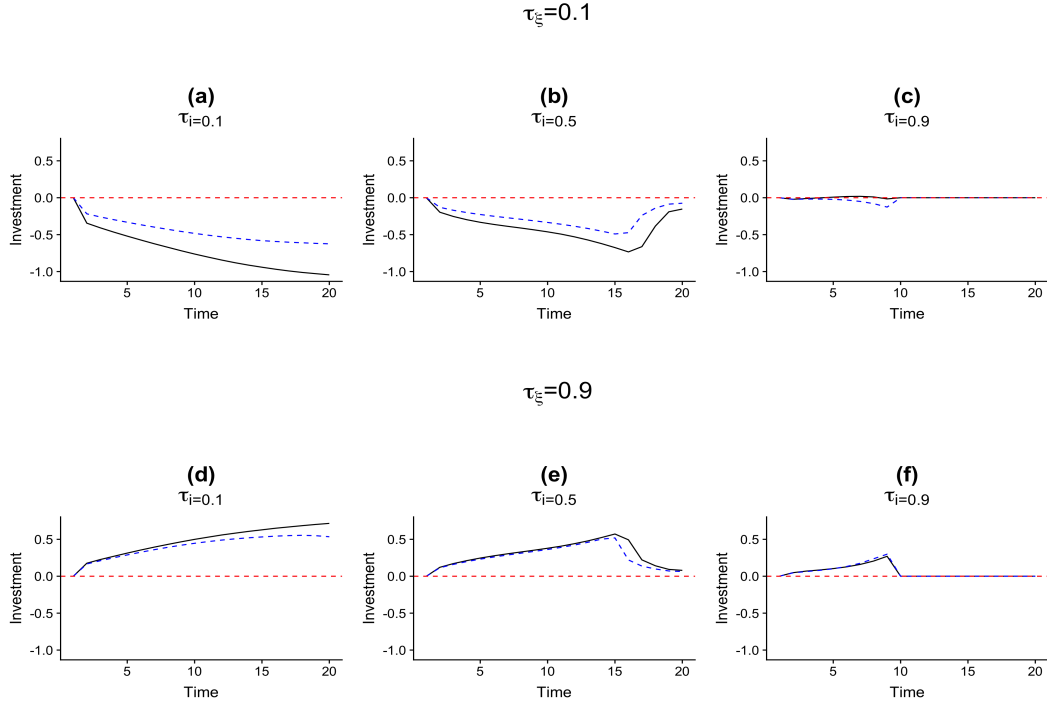 τξ=0.1
(a)
τi=0.1
(b)
τi=0.5
(c)
τi=0.9
Investment
0.5
0.0
-0.5
-1.0
5 10 15 20
Time
Investment
0.5
0.0
-0.5
-1.0
5 10 15 20
Time
Investment
0.5
0.0
-0.5
-1.0
5 10 15 20
Time
τξ=0.9
(d)
τi=0.1
(e)
τi=0.5
(f)
τi=0.9
Investment
0.5
0.0
-0.5
-1.0
5 10 15 20
Time
Investment
0.5
0.0
-0.5
-1.0
5 10 15 20
Time
Investment
0.5
0.0
-0.5
-1.0
5 10 15 20
Time